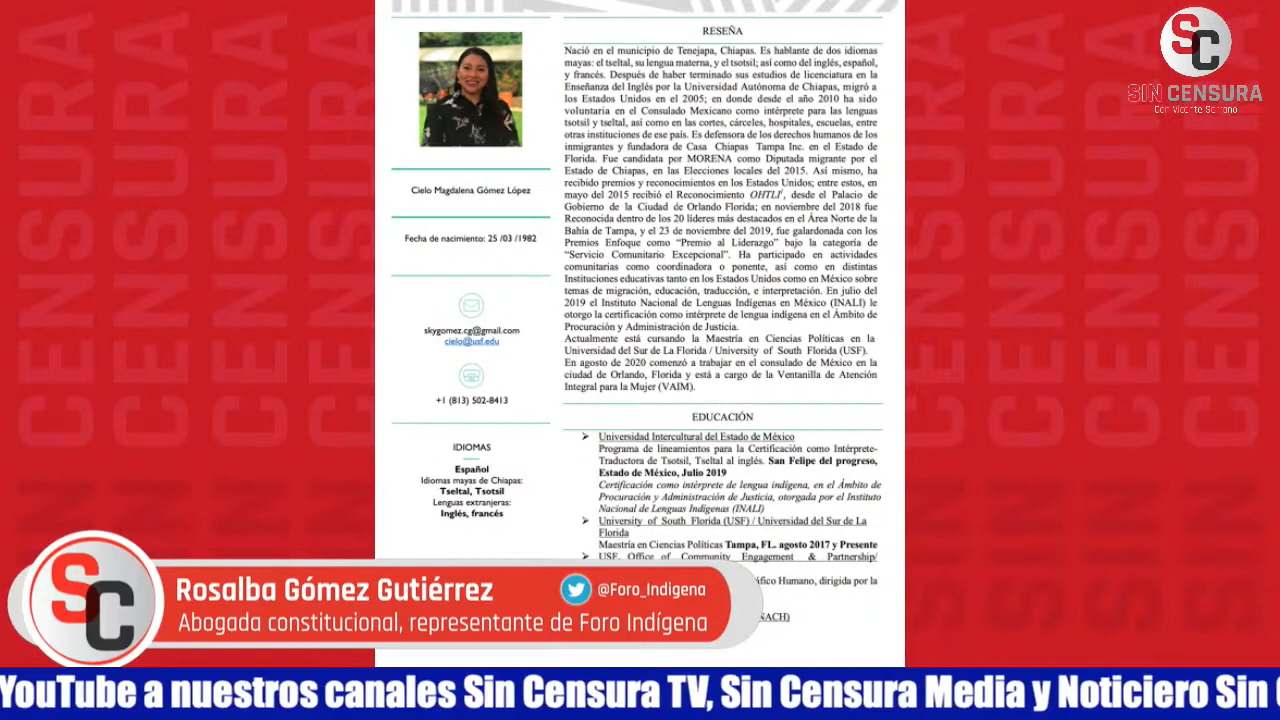 RESEÑA
Nació en el municipio de Tenejapa, Chiapas. Es hablante de dos idiomas
mayas: el tseltal, su lengua materna, y el tsotsil; así como del inglés, español,
y francés. Después de haber terminado sus estudios de licenciatura en la
Enseñanza del Inglés por la Universidad Autónoma de Chiapas, migró a
los Estados Unidos en el 2005; en donde desde el año 2010 ha sido
voluntaria en el Consulado Mexicano como intérprete para las lenguas
tsotsil y tseltal, así como en las cortes, cárceles, hospitales, escuelas, entre
otras instituciones de ese país. Es defensora de los derechos humanos de los
inmigrantes y fundadora de Casa Chiapas Tampa Inc. en el Estado de
Florida. Fue candidata por MORENA como Diputada migrante por el
Estado de Chiapas, en las Elecciones locales del 2015. Así mismo, ha
recibido premios y reconocimientos en los Estados Unidos; entre estos, en
mayo del 2015 recibió el Reconocimiento OHTLI, desde el Palacio de
Gobierno de la Ciudad de Orlando Florida; en noviembre del 2018 fue
Reconocida dentro de los 20 líderes más destacados en el Área Norte de la
Bahía de Tampa, y el 23 de noviembre del 2019, fue galardonada con los
Premios Enfoque como “Premio al Liderazgo” bajo la categoría de
“Servicio Comunitario Excepcional”. Ha participado en actividades
comunitarias como coordinadora o ponente, así como en distintas
Instituciones educativas tanto en los Estados Unidos como en México sobre
temas de migración, educación, traducción, e interpretación. En julio del
2019 el Instituto Nacional de Lenguas Indígenas en México (INALI) le
otorgo la certificación como intérprete de lengua indígena en el Ámbito de
Procuración y Administración de Justicia.
Actualmente está cursando la Maestría en Ciencias Políticas en la
Universidad del Sur de La Florida / University of South Florida (USF).
En agosto de 2020 comenzó a trabajar en el consulado de México en la
ciudad de Orlando, Florida y está a cargo de la Ventanilla de Atención
Integral para la Mujer (VAIM).
Cielo Magdalena Gómez López
Fecha de nacimiento: 25 /03 /1982
skygomez.cg@gmail.com
cielo@usf.edu
+1 (813) 502-8413
IDIOMAS
Español
Idiomas mayas de Chiapas:
Tseltal, Tsotsil
Lenguas extranjeras:
Inglés, francés
EDUCACIÓN
➢ Universidad Intercultural del Estado de México
Programa de lineamientos para la Certificación como Intérprete-
Traductora de Tsotsil, Tseltal al inglés. San Felipe del progreso,
Estado de México, Julio 2019
Certificación como intérprete de lengua indígena, en el Ámbito de
Procuración y Administración de Justicia, otorgada por el Instituto
Nacional de Lenguas Indígenas (INALI)
➢ University of South Florida (USF) / Universidad del Sur de La
Florida
Maestría en Ciencias Políticas Tampa, FL. agosto 2017 y Presente
➢ USF, Office of Community Engagement & Partnership/
áfico Humano, dirigida por la
NACH)
SC
SIN CENSURA
Con Vicente Serrano
SC
Rosalba Gómez Gutiérrez
@Foro_Indigena
Abogada constitucional, representante de Foro Indígena
YouTube a nuestros canales Sin Censura TV, Sin Censura Media y Noticiero Sin C